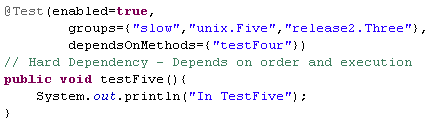 @Test(enabled=true,
groups={"slow","unix.Five","release2.Three"},
dependsOnMethods={"testFour"})
// Hard Dependency - Depends on order and execution
public void testFive(){
System.out.println("In TestFive");
}